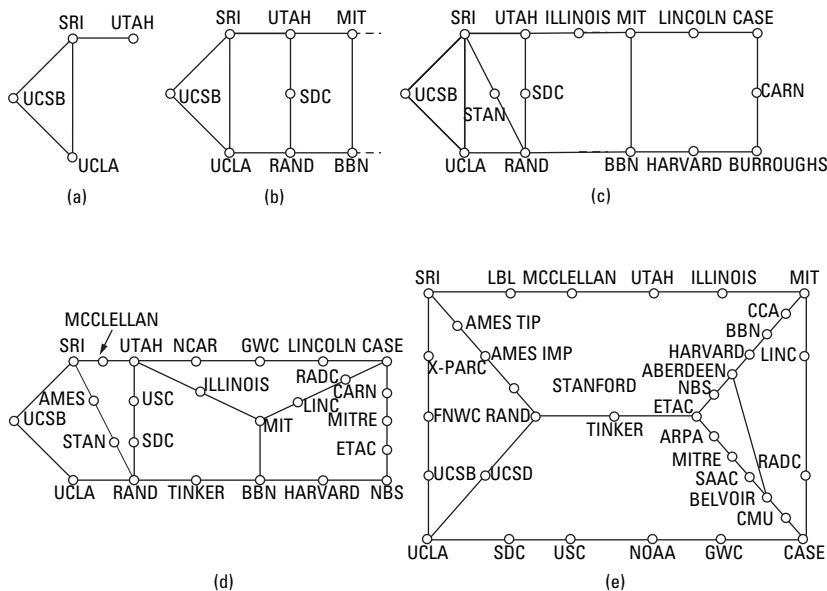 SRI UTAH
UCSB
UCLA
(a)
SRI UTAH MIT
UCSB SDC
UCLA RAND BBN
(b)
SRI UTAH ILLINOIS MIT LINCOLN CASE
UCSB STAN SDC CARN
UCLA RAND BBN HARVARD BURROUGHS
(c)
MCCLELLAN
SRI UTAH NCAR GWC LINCOLN CASE
RADC
AMES USC ILLINOIS CARN
LINC
UCSB MIT MITRE
STAN SDC ETAC
UCLA RAND TINKER BBN HARVARD NBS
(d)
SRI LBL MCCLELLAN UTAH ILLINOIS MIT
CCA
AMES TIP BBN
X-PARC AMES IMP HARVARD LINC
STANFORD ABERDEEN
NBS
FNWC RAND ETAC
TINKER
ARPA
MITRE
UCSB UCSD SAAC RADC
BELVOIR
CMU
UCLA SDC USC NOAA GWC CASE
(e)